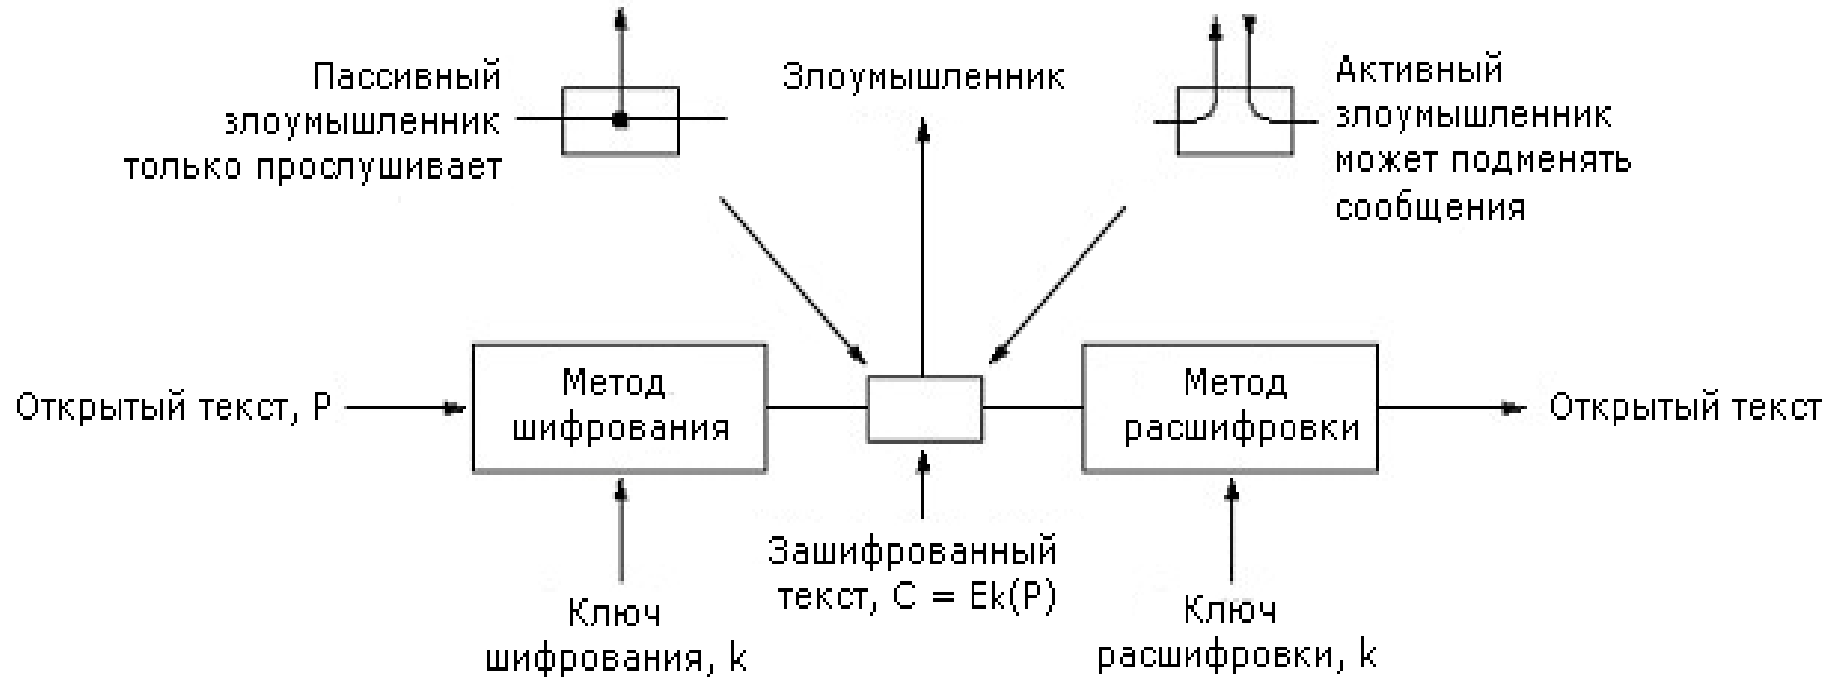 Пассивный
злоумышленник
только прослушивает
Злоумышленник
Активный
злоумышленник
может подменять
сообщения
Открытый текст, P
Метод
шифрования
Метод
расшифровки
Открытый текст
Ключ
шифрования, k
Зашифрованный
текст, C = Ek(P)
Ключ
расшифровки, k